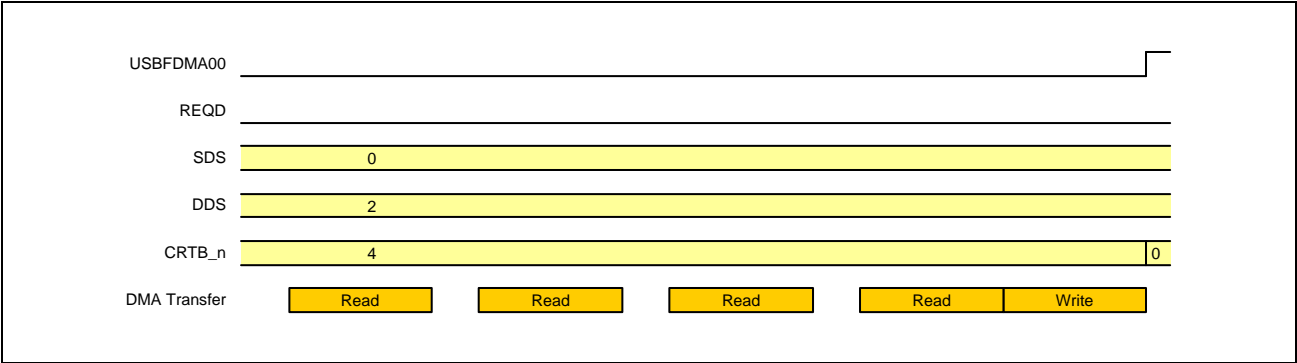 USBFDMA00
REQD
SDS 0
DDS 2
CRTB_n 4 0
DMA Transfer Read Read Read Read Write